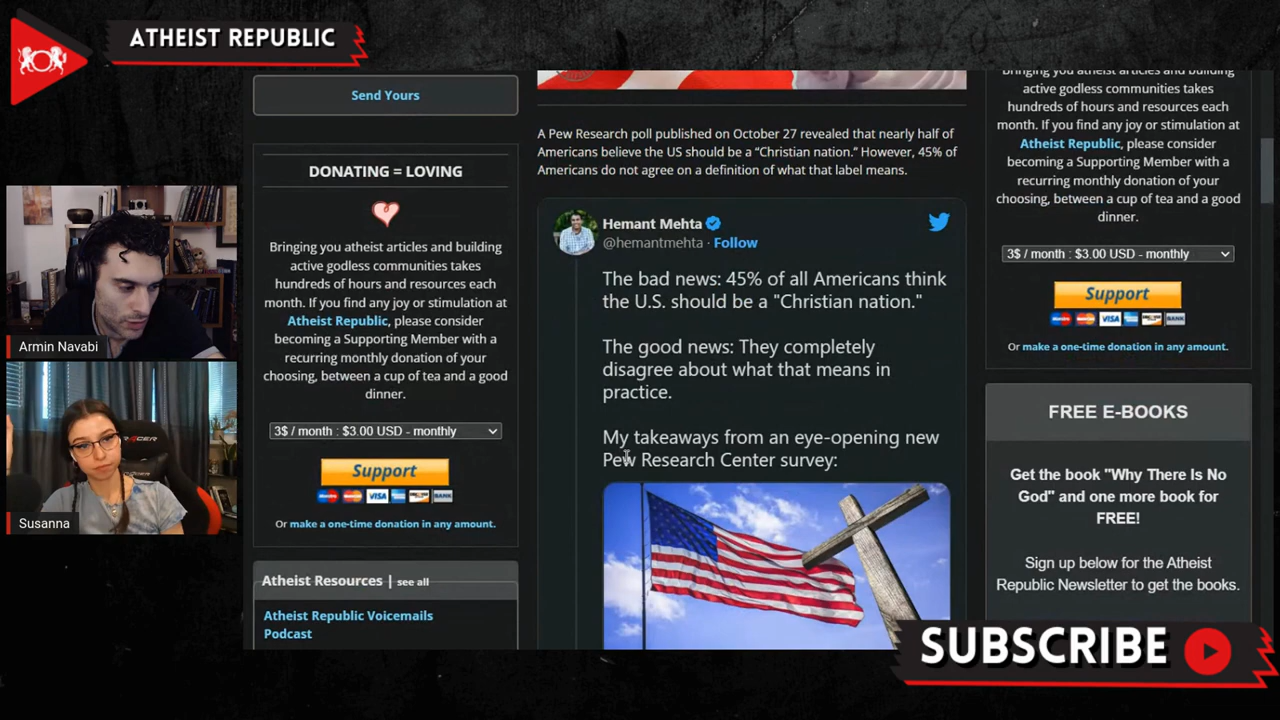 ATHEIST REPUBLIC
Armin Navabi
Susanna
Send Yours
DONATING = LOVING
Bringing you atheist articles and building
active godless communities takes
hundreds of hours and resources each
month. If you find any joy or stimulation at
Atheist Republic, please consider
becoming a Supporting Member with a
recurring monthly donation of your
choosing, between a cup of tea and a good
dinner.
3$ / month : $3.00 USD - monthly
Support
VISA
BANK
Or make a one-time donation in any amount.
Atheist Resources | see all
Atheist Republic Voicemails
Podcast
A Pew Research poll published on October 27 revealed that nearly half of
Americans believe the US should be a “Christian nation.” However, 45% of
Americans do not agree on a definition of what that label means.
Hemant Mehta
@hemantmehta · Follow
The bad news: 45% of all Americans think
the U.S. should be a "Christian nation."
The good news: They completely
disagree about what that means in
practice.
My takeaways from an eye-opening new
Pew Research Center survey:
Bringing you atheist articles and building
active godless communities takes
hundreds of hours and resources each
month. If you find any joy or stimulation at
Atheist Republic, please consider
becoming a Supporting Member with a
recurring monthly donation of your
choosing, between a cup of tea and a good
dinner.
3$ / month : $3.00 USD - monthly
Support
VISA
BANK
Or make a one-time donation in any amount.
FREE E-BOOKS
Get the book "Why There Is No
God" and one more book for
FREE!
Sign up below for the Atheist
Republic Newsletter to get the books.
SUBSCRIBE